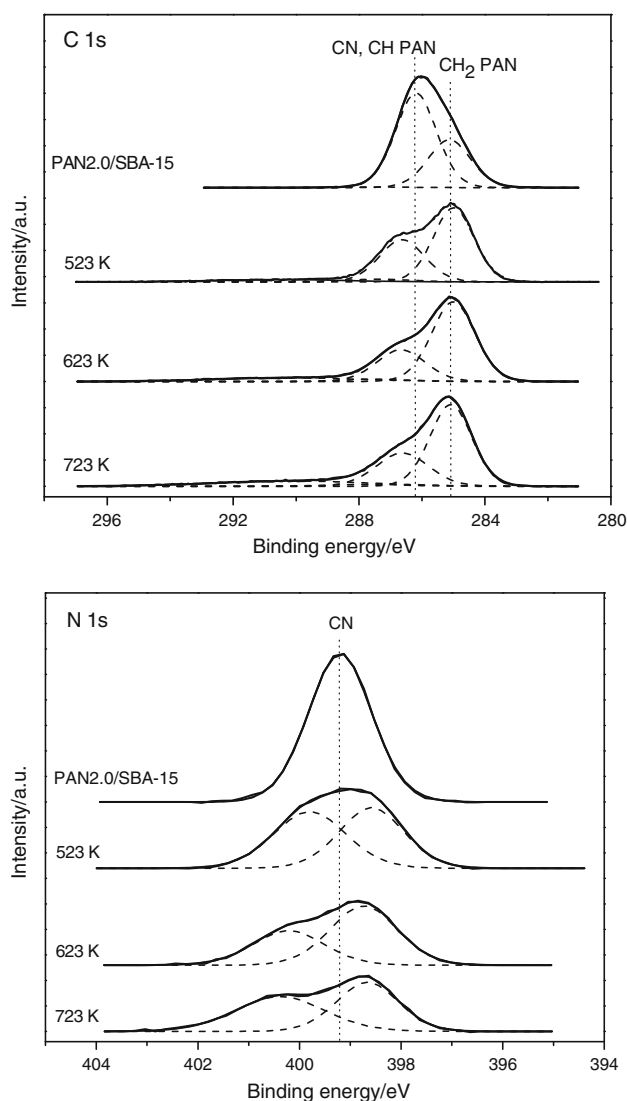 C 1s
CN, CH PAN
CH₂ PAN
PAN2.0/SBA-15
523 K
623 K
723 K
Intensity/a.u.
296 292 288 284 280
Binding energy/eV
N 1s
CN
PAN2.0/SBA-15
523 K
623 K
723 K
Intensity/a.u.
404 402 400 398 396 394
Binding energy/eV